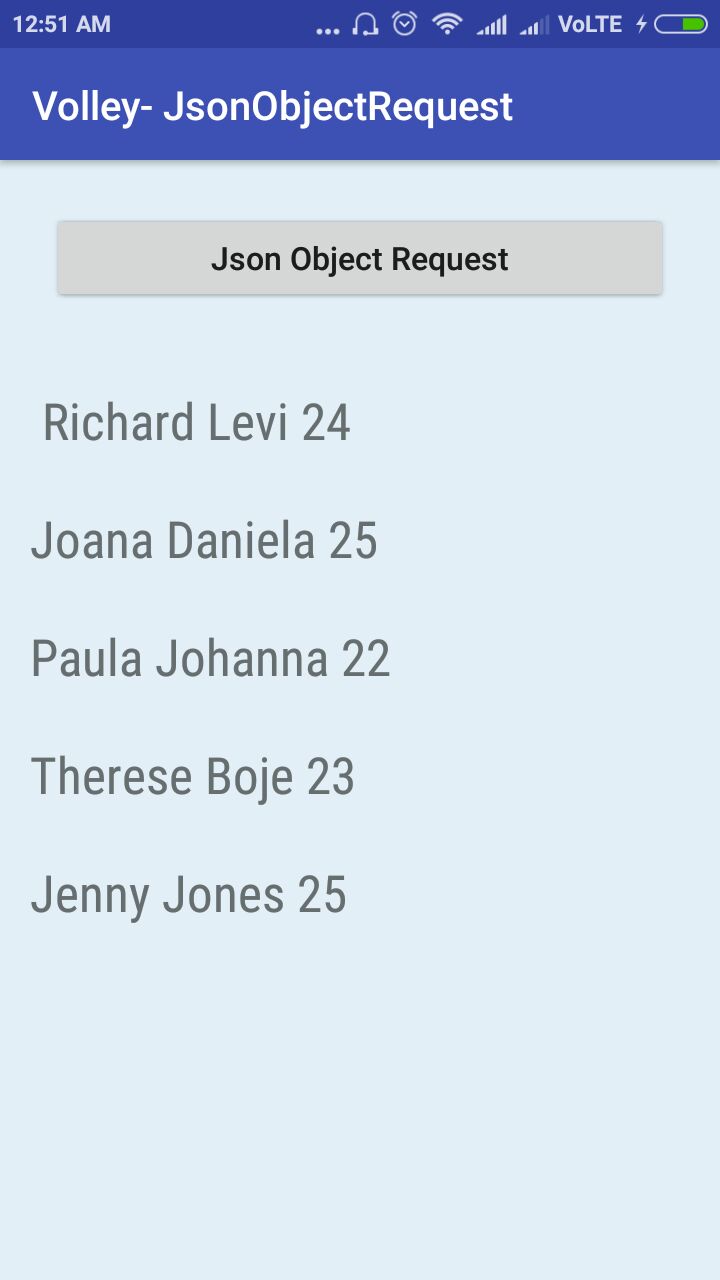 12:51 AM ... VoLTE
Volley- JsonObjectRequest
Json Object Request
Richard Levi 24
Joana Daniela 25
Paula Johanna 22
Therese Boje 23
Jenny Jones 25